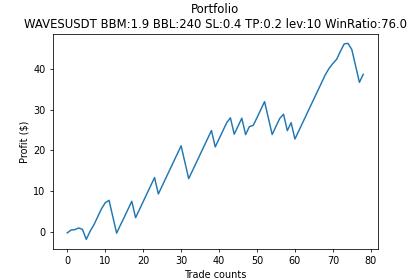 Portfolio
WAVESUSDT BBM:1.9 BBL:240 SL:0.4 TP:0.2 lev:10 WinRatio:76.0
Profit ($)
40
30
20
10
0
0 10 20 30 40 50 60 70 80
Trade counts